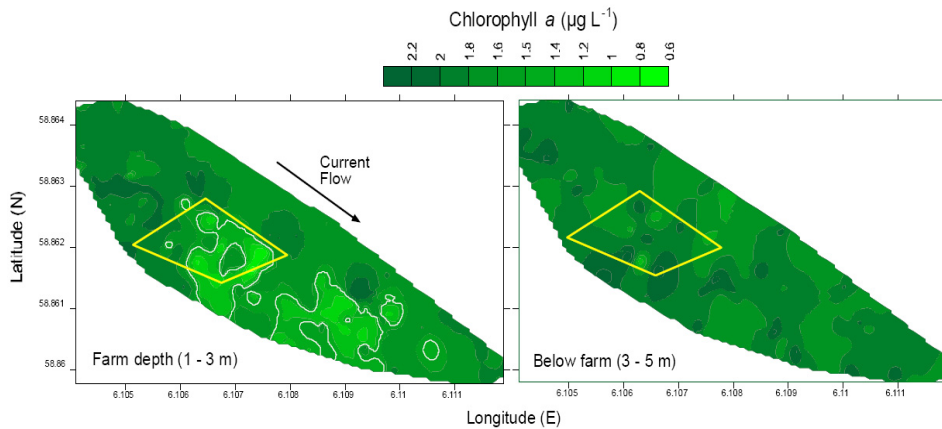 Chlorophyll a (µg L⁻¹)
2.2 2 1.8 1.6 1.5 1.4 1.2 1 0.8 0.6
58.864
58.863
58.862
58.861
58.86
Latitude (N)
Current
Flow
Farm depth (1 - 3 m)
Below farm (3 - 5 m)
6.105 6.106 6.107 6.108 6.109 6.110 6.111
6.105 6.106 6.107 6.108 6.109 6.110 6.111
Longitude (E)